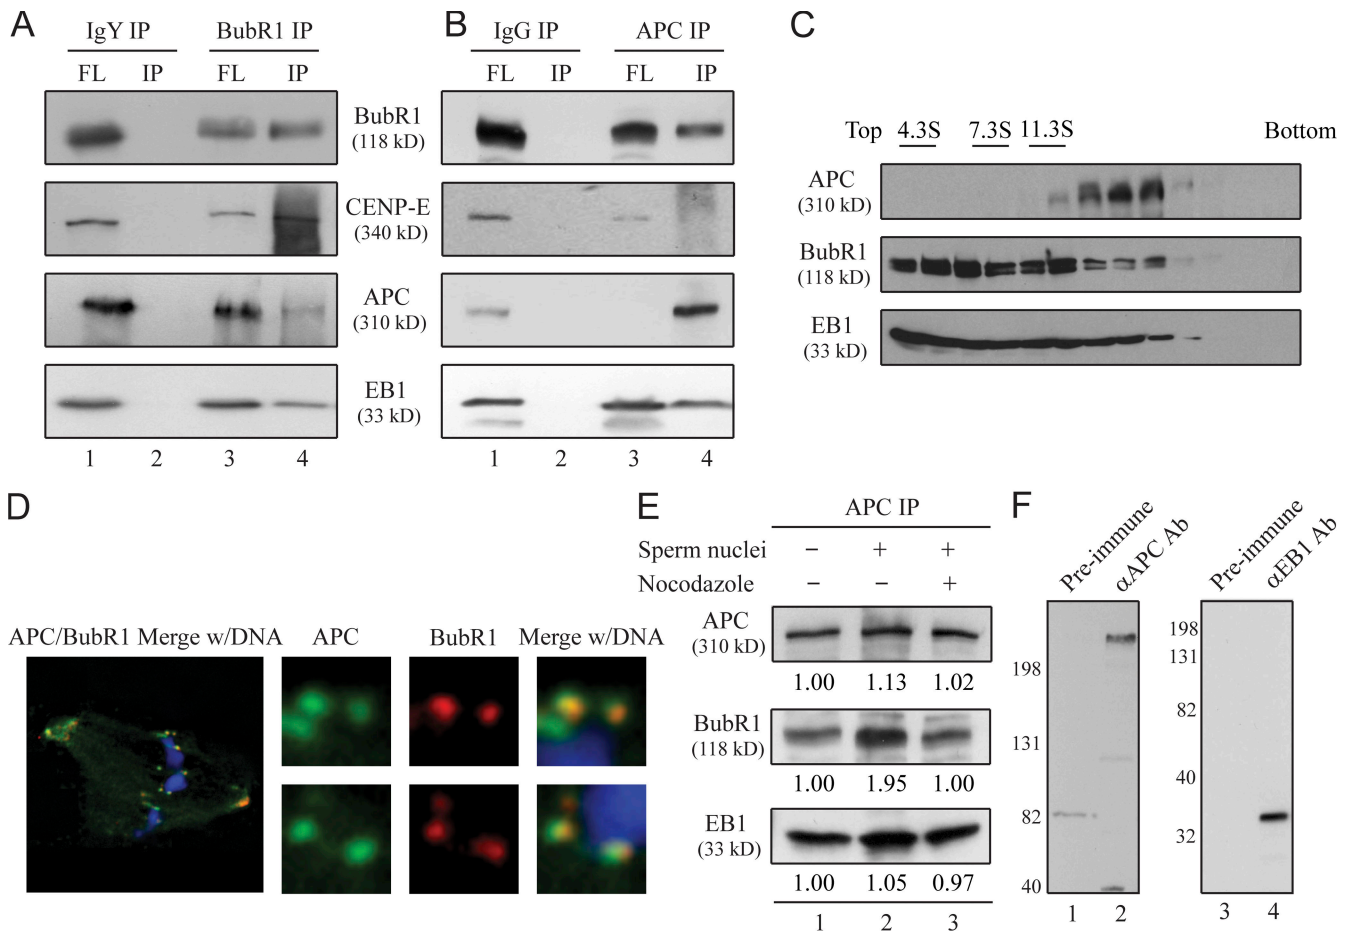 A
IgY IP
BubR1 IP
FL
IP
FL
IP
BubR1
(118 kD)
CENP-E
(340 kD)
APC
(310 kD)
EB1
(33 kD)
1
2
3
4
B
IgG IP
APC IP
FL
IP
FL
IP
1
2
3
4
C
Top
4.3S
7.3S
11.3S
Bottom
APC
(310 kD)
BubR1
(118 kD)
EB1
(33 kD)
D
APC/BubR1 Merge w/DNA
APC
BubR1
Merge w/DNA
E
APC IP
Sperm nuclei − + +
Nocodazole − − +
APC
(310 kD)
1.00 1.13 1.02
BubR1
(118 kD)
1.00 1.95 1.00
EB1
(33 kD)
1.00 1.05 0.97
1 2 3
F
Pre-immune
αAPC Ab
198
131
82
40
1 2
Pre-immune
αEB1 Ab
198
131
82
40
32
3 4